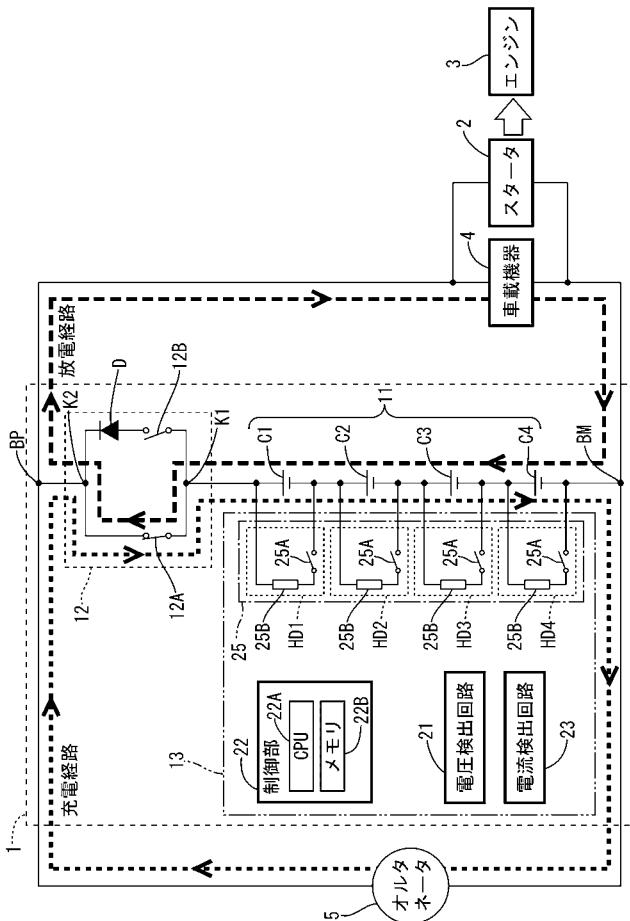 1
充電経路
BP
K2
放電経路
12
D
12B
12A
K1
13
22
制御部
22A
CPU
メモリ
22B
25
25B
25A
HD1
25B
25A
HD2
25B
25A
HD3
25B
25A
HD4
C1
C2
11
C3
C4
BM
電圧検出回路
21
電流検出回路
23
5
オルタ
ネータ
4
車載機器
2
スタータ
3
エンジン